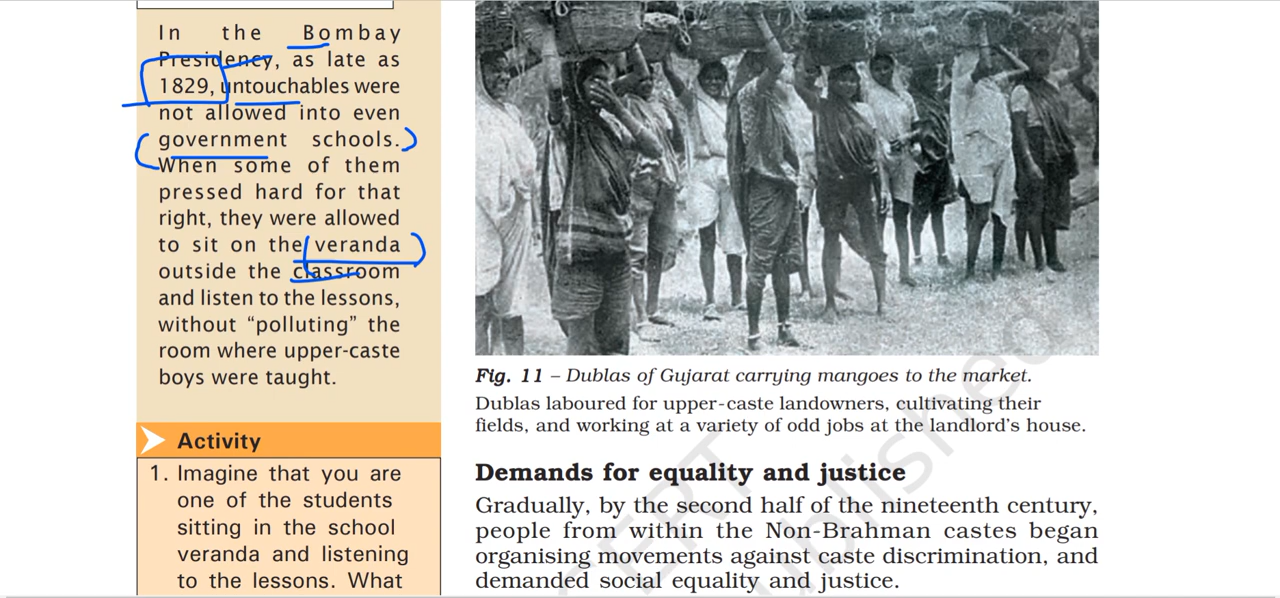 In the Bombay
Presidency, as late as
1829, untouchables were
not allowed into even
government schools.
When some of them
pressed hard for that
right, they were allowed
to sit on the veranda
outside the classroom
and listen to the lessons,
without “polluting” the
room where upper-caste
boys were taught.
Activity
1. Imagine that you are
one of the students
sitting in the school
veranda and listening
to the lessons. What
Fig. 11 – Dublas of Gujarat carrying mangoes to the market.
Dublas laboured for upper-caste landowners, cultivating their
fields, and working at a variety of odd jobs at the landlord’s house.
Demands for equality and justice
Gradually, by the second half of the nineteenth century,
people from within the Non-Brahman castes began
organising movements against caste discrimination, and
demanded social equality and justice.